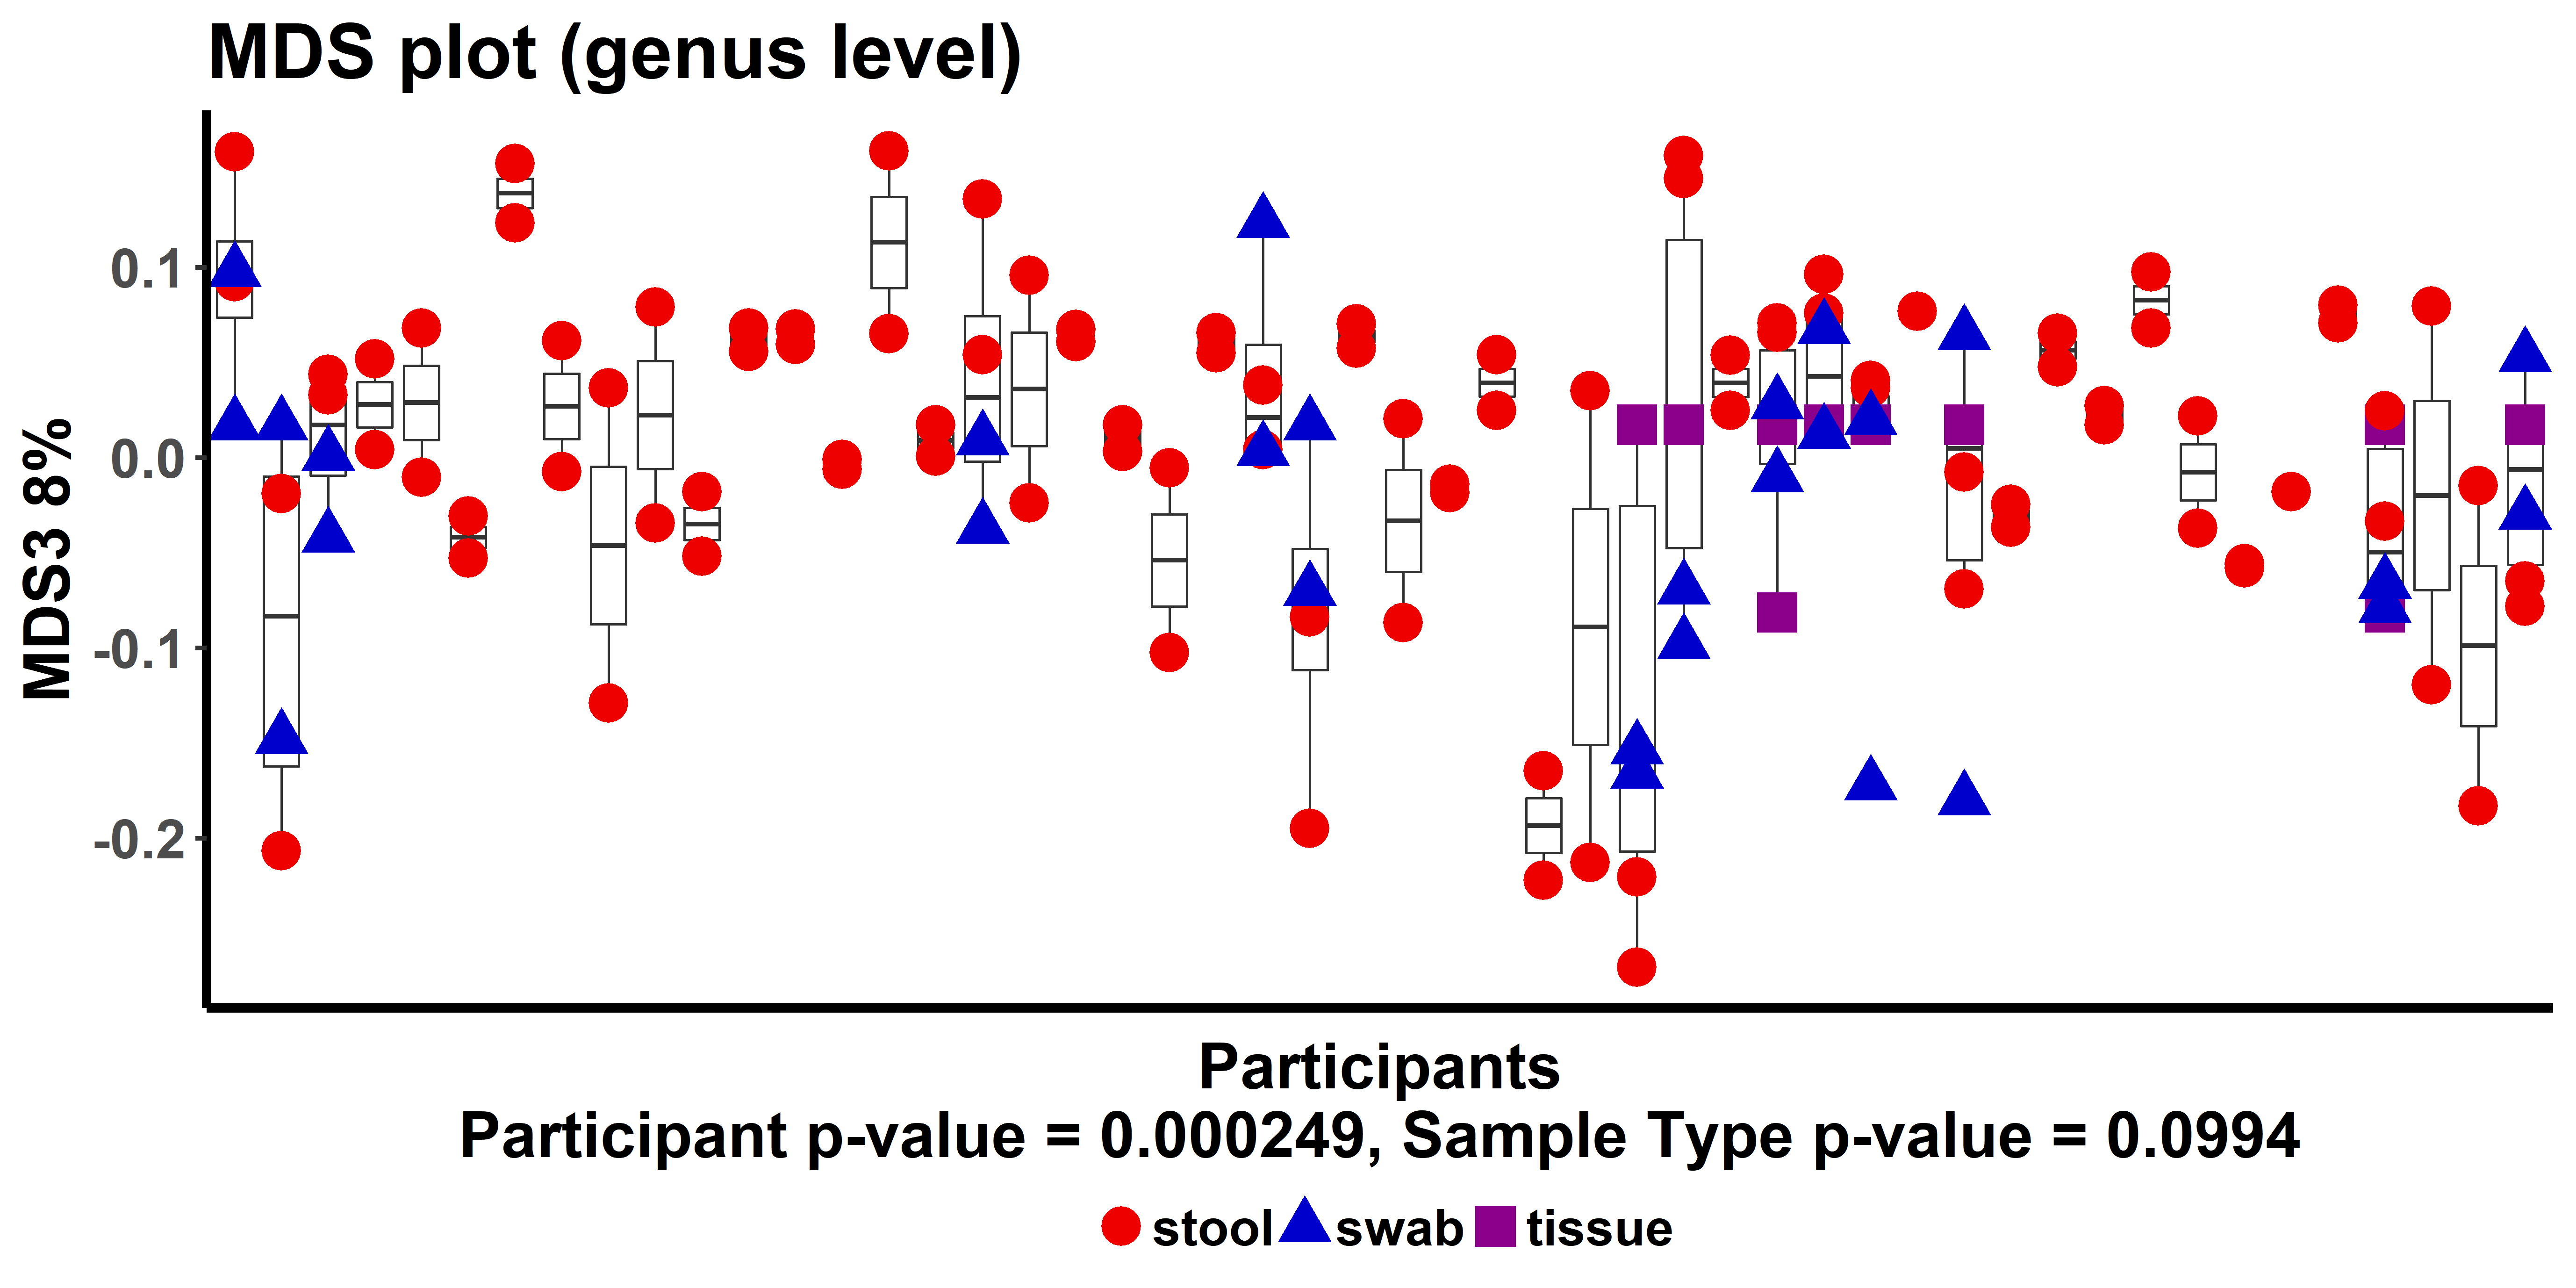 MDS plot (genus level)
MDS3 8%
0.1
0.0
-0.1
-0.2
Participants
Participant p-value = 0.000249, Sample Type p-value = 0.0994
stool swab tissue